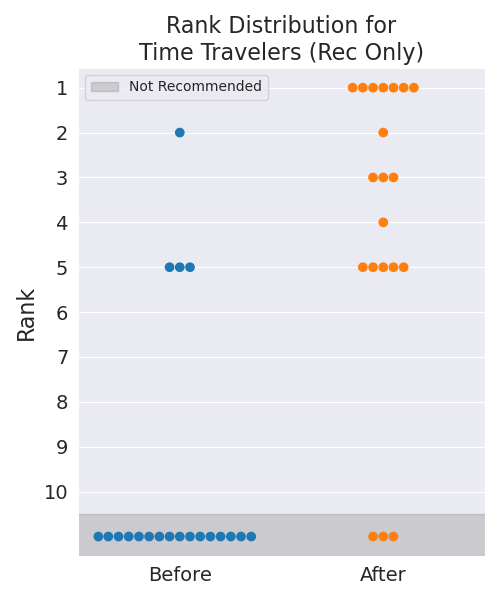 Rank Distribution for
Time Travelers (Rec Only)
Not Recommended
1
2
3
4
5
6
7
8
9
10
Rank
Before
After